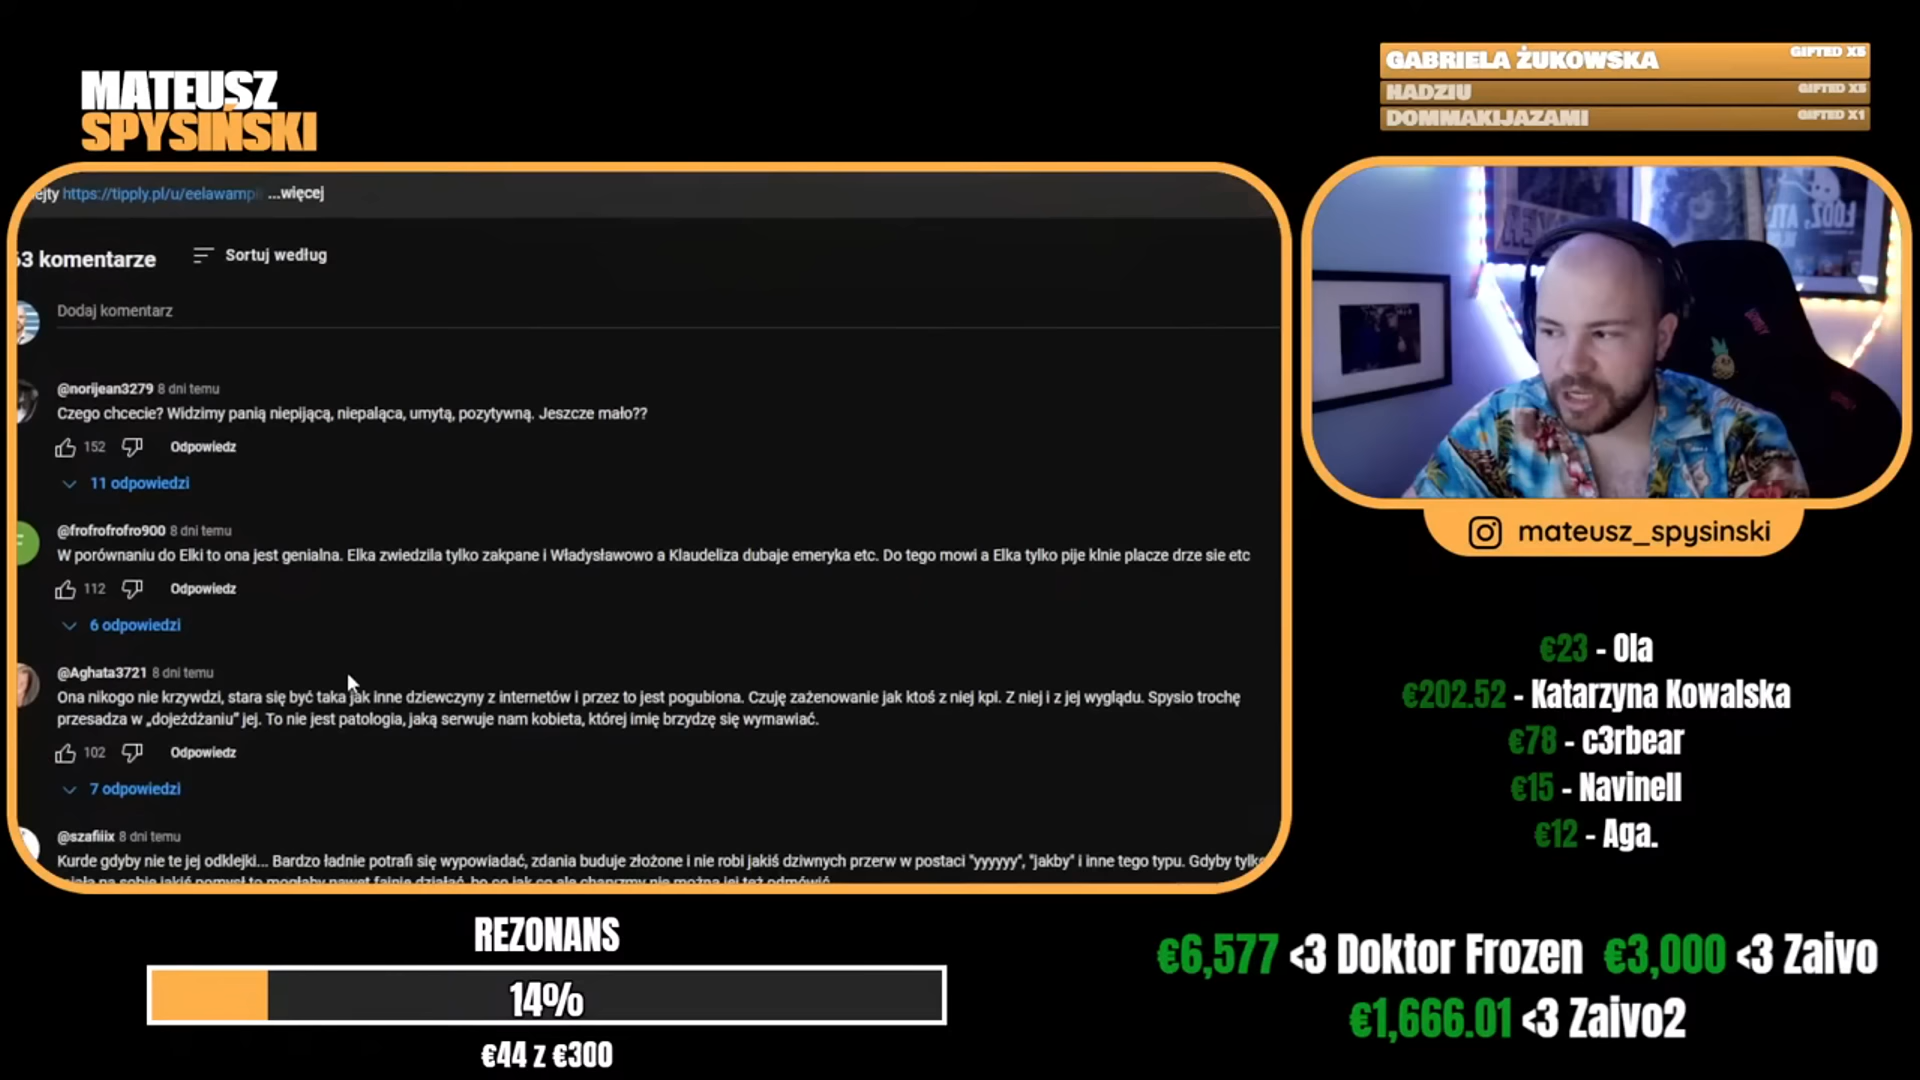 MATEUSZ
SPYSIŃSKI
GABRIELA ŻUKOWSKA GIFTED X5
HADZIU GIFTED X5
DOMMAKIJAZAMI GIFTED X1
https://tipply.pl/u/eelawamp ...więcej
komentarze Sortuj według
Dodaj komentarz
@norijean3279 8 dni temu
Czego chcecie? Widzimy panią niepijącą, niepaląca, umytą, pozytywną. Jeszcze mało??
152 Odpowiedz
11 odpowiedzi
@frofrofrofro900 8 dni temu
W porównaniu do Elki to ona jest genialna. Elka zwiedzila tylko zakpane i Władysławowo a Klaudeliza dubaje emeryka etc. Do tego mowi a Elka tylko pije klnie placze drze sie etc
112 Odpowiedz
6 odpowiedzi
@Aghata3721 8 dni temu
Ona nikogo nie krzywdzi, stara się być taka jak inne dziewczyny z internetów i przez to jest pogubiona. Czuję zażenowanie jak ktoś z niej kpi. Z niej i z jej wyglądu. Spysio trochę
przesadza w „dojeżdżaniu” jej. To nie jest patologia, jaką serwuje nam kobieta, której imię brzydzę się wymawiać.
102 Odpowiedz
7 odpowiedzi
@szafiiix 8 dni temu
Kurde gdyby nie te jej odklejki... Bardzo ładnie potrafi się wypowiadać, zdania buduje złożone i nie robi jakiś dziwnych przerw w postaci "yyyyyy", "jakby" i inne tego typu. Gdyby
mateusz_spysinski
€23 - Ola
€202.52 - Katarzyna Kowalska
€78 - c3rbear
€15 - Navinell
€12 - Aga.
REZONANS
14%
€44 z €300
€6,577 <3 Doktor Frozen €3,000 <3 Zaivo
€1,666.01 <3 Zaivo2